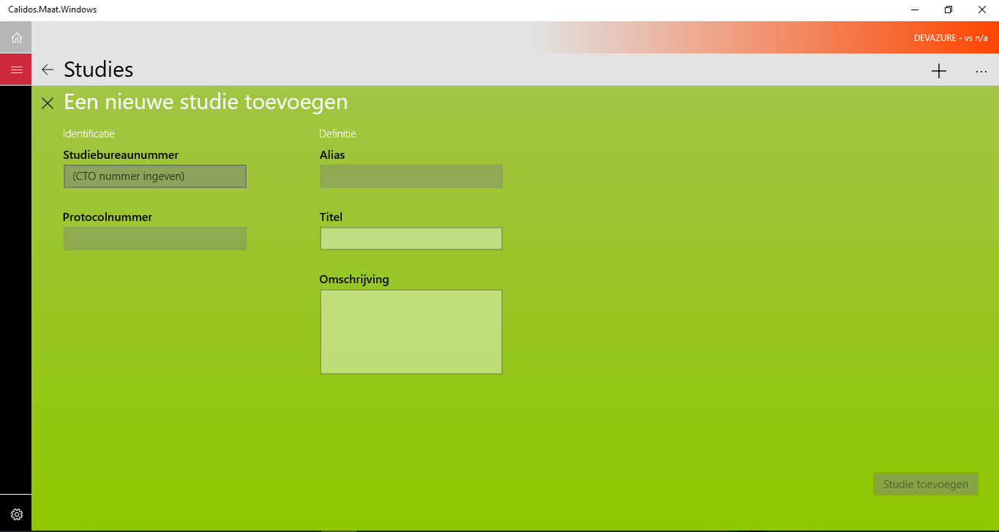 Calidos.Maat.Windows
DEVAZURE - vs n/a
Studies
Een nieuwe studie toevoegen
Identificatie
Definitie
Studiebureaunummer
Alias
(CTO nummer ingeven)
Protocolnummer
Titel
Omschrijving
Studie toevoegen